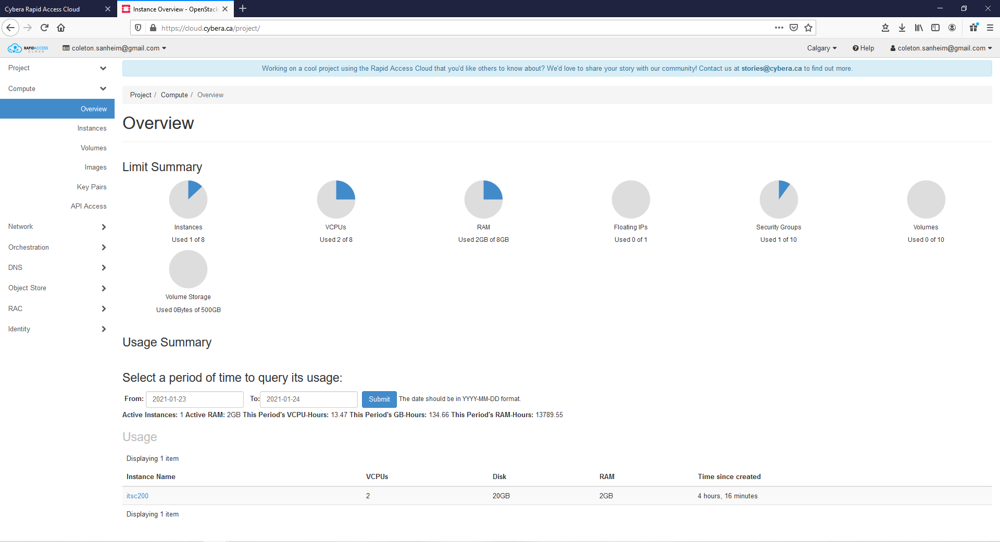 Cybera Rapid Access Cloud
Instance Overview - OpenStack
https://cloud.cybera.ca/project/
RAPIDACCESS
CLOUD
coleton.sanheim@gmail.com
Calgary
Help
coleton.sanheim@gmail.com
Project
Compute
Overview
Instances
Volumes
Images
Key Pairs
API Access
Network
Orchestration
DNS
Object Store
RAC
Identity
Working on a cool project using the Rapid Access Cloud that you'd like others to know about? We'd love to share your story with our community! Contact us at stories@cybera.ca to find out more.
Project / Compute / Overview
Overview
Limit Summary
Instances
Used 1 of 8
VCPUs
Used 2 of 8
RAM
Used 2GB of 8GB
Floating IPs
Used 0 of 1
Security Groups
Used 1 of 10
Volumes
Used 0 of 10
Volume Storage
Used 0Bytes of 500GB
Usage Summary
Select a period of time to query its usage:
From: 2021-01-23 To: 2021-01-24 Submit The date should be in YYYY-MM-DD format.
Active Instances: 1 Active RAM: 2GB This Period's VCPU-Hours: 13.47 This Period's GB-Hours: 134.66 This Period's RAM-Hours: 13789.55
Usage
Displaying 1 item
Instance Name VCPUs Disk RAM Time since created
itsc200 2 20GB 2GB 4 hours, 16 minutes
Displaying 1 item